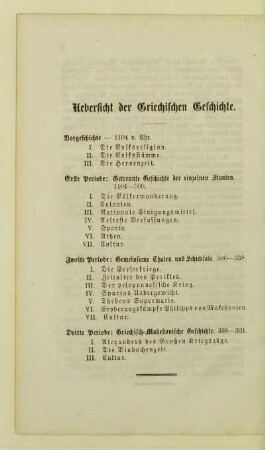 Uebersicht der Griechischen Geschichte.
Vorgeschichte — 1104 v. Chr.
I. Die Volksreligion.
II. Die Volksstämme.
III. Die Heroenzeit.
Erste Periode: Getrennte Geschichte der einzelnen Staaten.
1104—500.
I. Die Völkerwanderung.
II. Colonien.
III. Nationale Einigungsmittel.
IV. Aelteste Verfassungen.
V. Sparta.
VI. Athen.
VII. Cultur.
Zweite Periode: Gemeinsame Thaten und Schicksale. 500—338.
I. Die Perserkriege.
II. Zeitalter des Perikles.
III. Der peloponnesische Krieg.
IV. Spartas Uebergewicht.
V. Thebens Suprematie.
VI. Eroberungskämpfe Philipps von Makedonien.
VII. Cultur.
Dritte Periode: Griechisch-Makedonische Geschichte. 338—301.
I. Alexanders des Großen Kriegszüge.
II. Die Diadochenzeit.
III. Cultur.